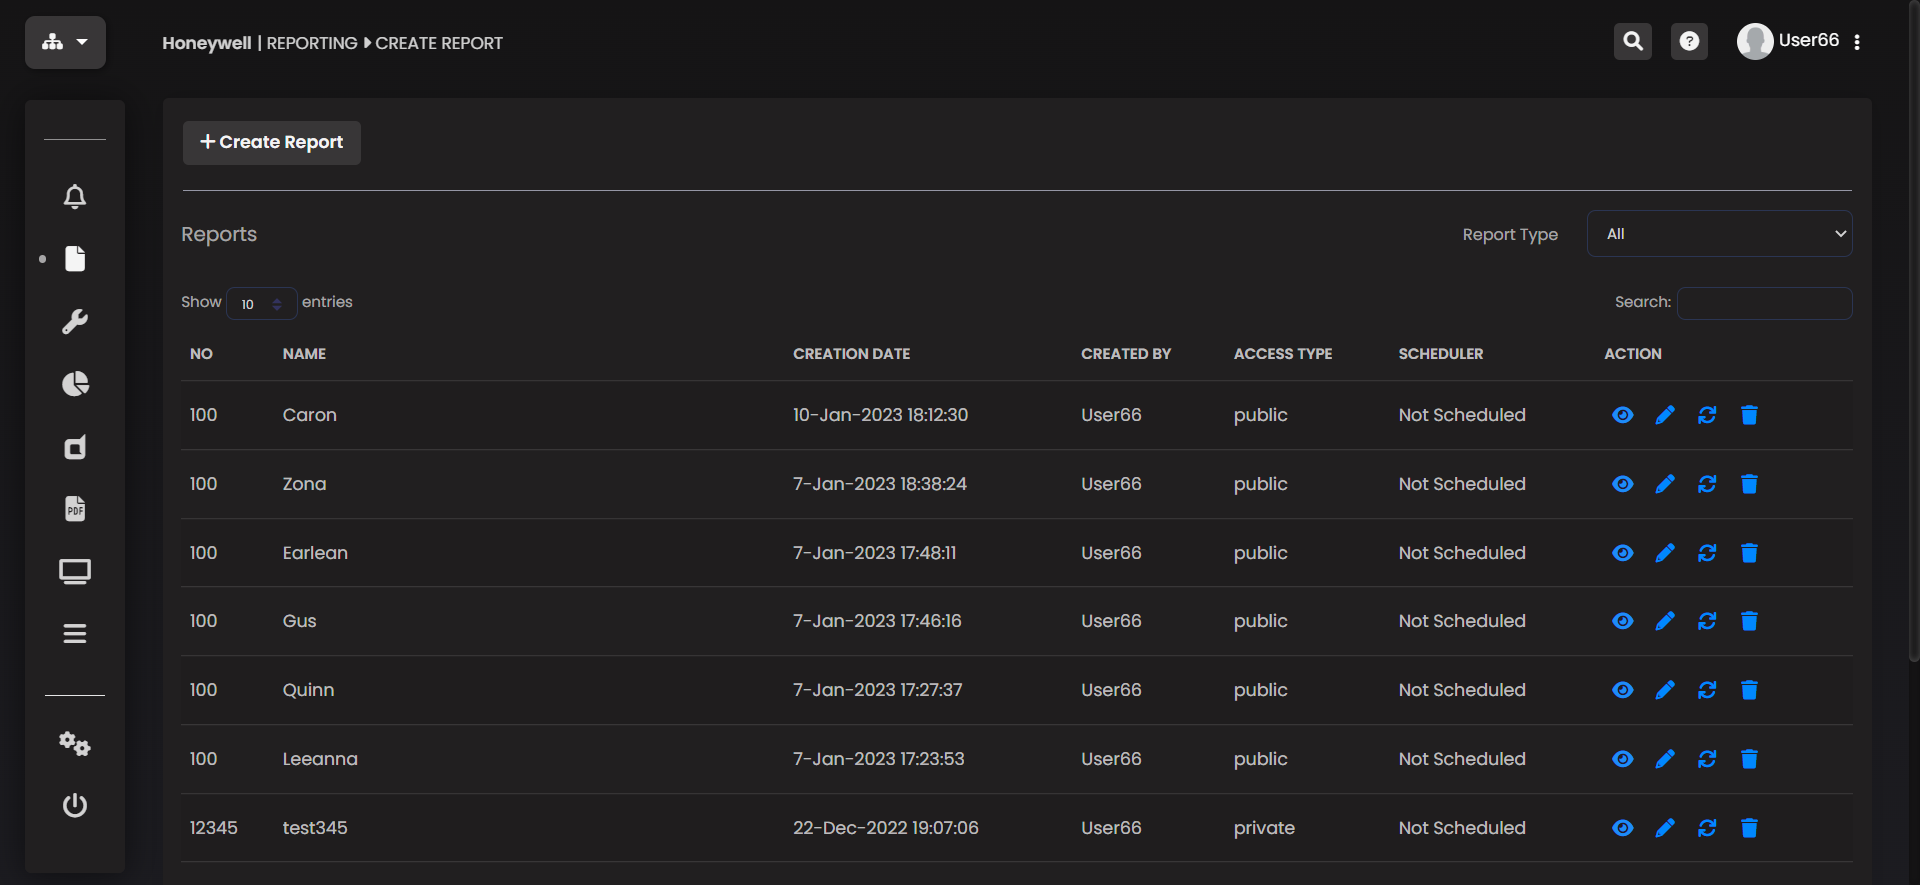 Honeywell | REPORTING CREATE REPORT
User66
Create Report
Reports
Report Type
All
Show 10 entries
Search:
NO NAME CREATION DATE CREATED BY ACCESS TYPE SCHEDULER ACTION
100 Caron 10-Jan-2023 18:12:30 User66 public Not Scheduled
100 Zona 7-Jan-2023 18:38:24 User66 public Not Scheduled
100 Earlean 7-Jan-2023 17:48:11 User66 public Not Scheduled
100 Gus 7-Jan-2023 17:46:16 User66 public Not Scheduled
100 Quinn 7-Jan-2023 17:27:37 User66 public Not Scheduled
100 Leeanna 7-Jan-2023 17:23:53 User66 public Not Scheduled
12345 test345 22-Dec-2022 19:07:06 User66 private Not Scheduled
PDF